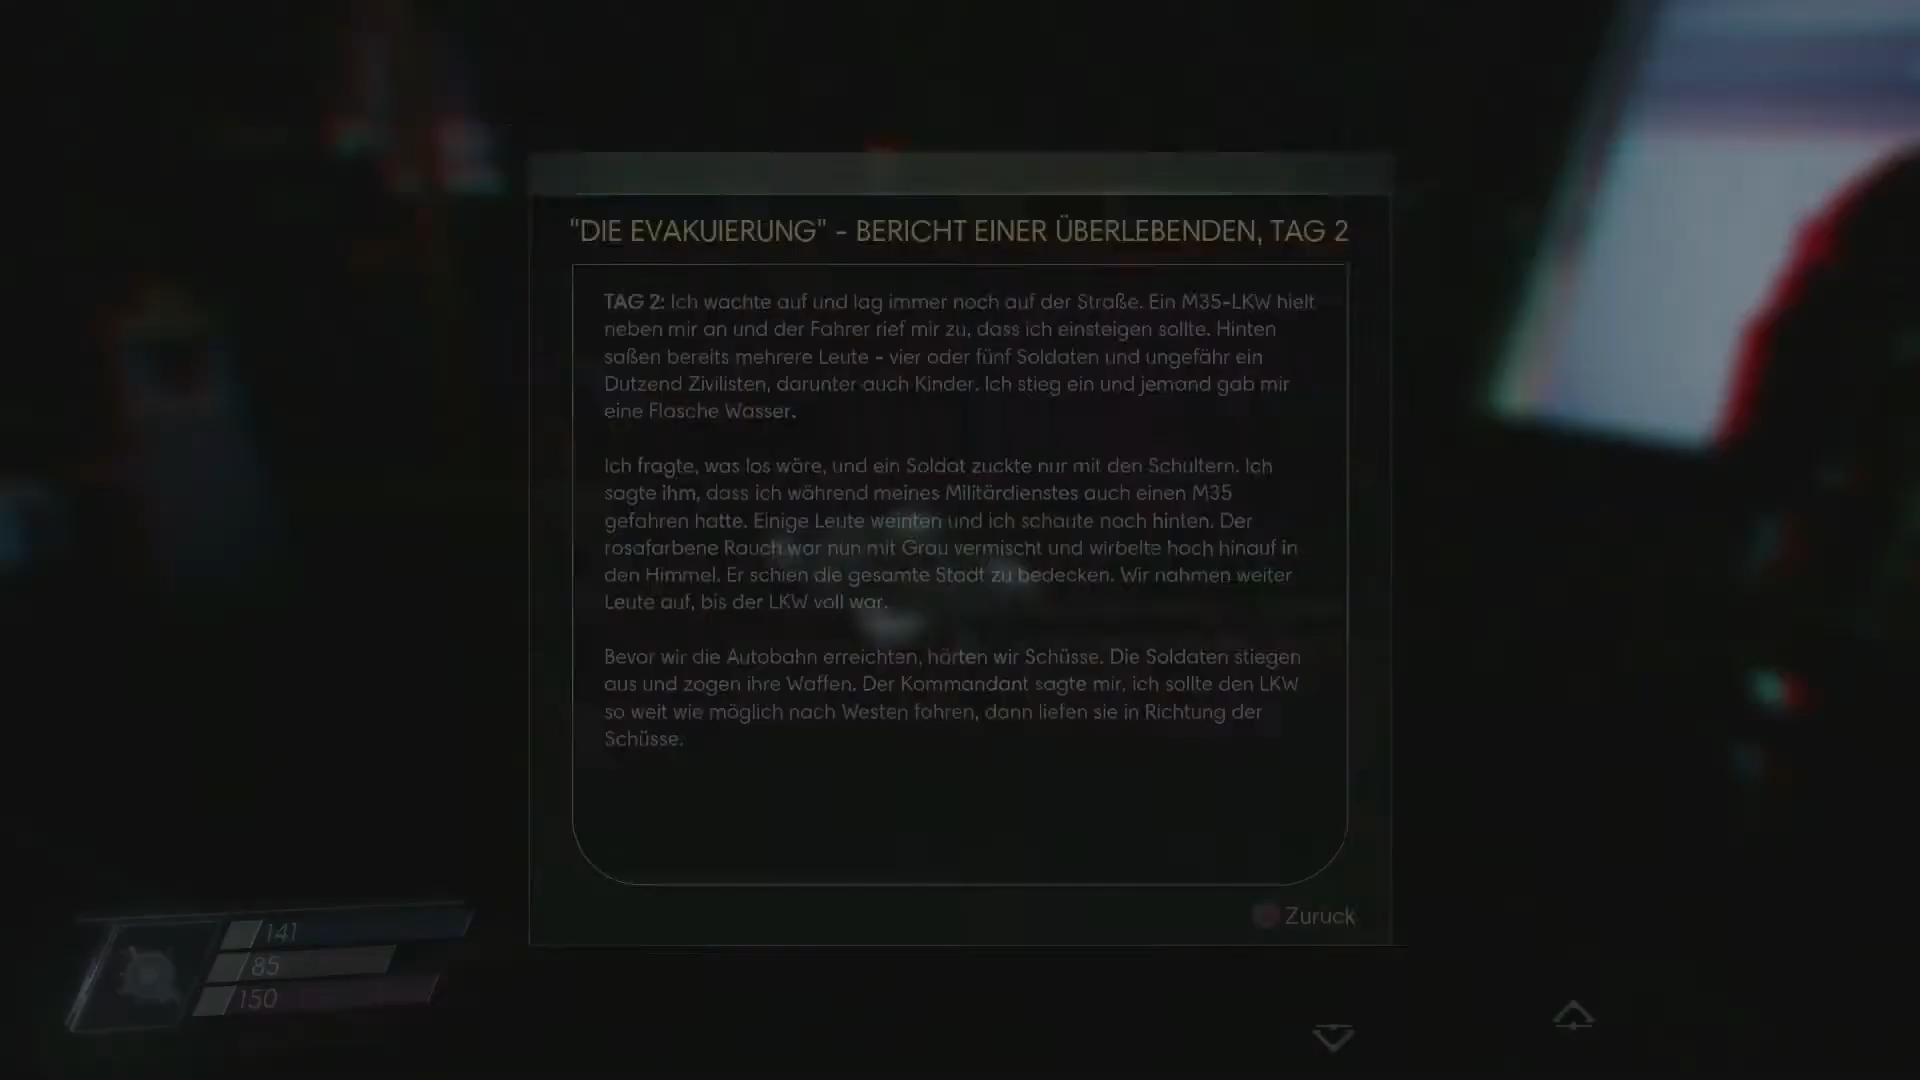 "DIE EVAKUIERUNG" - BERICHT EINER ÜBERLEBENDEN, TAG 2
TAG 2: Ich wachte auf und lag immer noch auf der Straße. Ein M35-LKW hielt
neben mir an und der Fahrer rief mir zu, dass ich einsteigen sollte. Hinten
saßen bereits mehrere Leute - vier oder fünf Soldaten und ungefähr ein
Dutzend Zivilisten, darunter auch Kinder. Ich stieg ein und jemand gab mir
eine Flasche Wasser.
Ich fragte, was los wäre, und ein Soldat zuckte nur mit den Schultern. Ich
sagte ihm, dass ich während meines Militärdienstes auch einen M35
gefahren hatte. Einige Leute weinten und ich schaute nach hinten. Der
rosafarbene Rauch war nun mit Grau vermischt und wirbelte hoch hinauf in
den Himmel. Er schien die gesamte Stadt zu bedecken. Wir nahmen weiter
Leute auf, bis der LKW voll war.
Bevor wir die Autobahn erreichten, hörten wir Schüsse. Die Soldaten stiegen
aus und zogen ihre Waffen. Der Kommandant sagte mir, ich sollte den LKW
so weit wie möglich nach Westen fahren, dann liefen sie in Richtung der
Schüsse.
Zurück
141
85
150